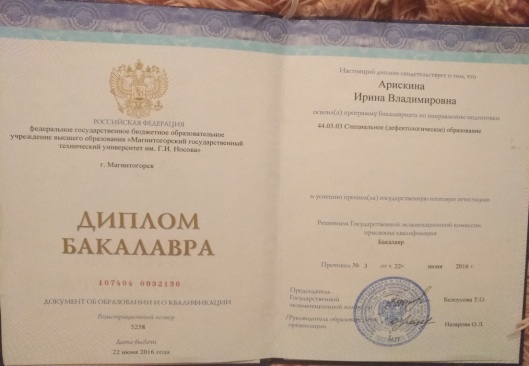 РОССИЙСКАЯ ФЕДЕРАЦИЯ
федеральное государственное бюджетное образовательное
учреждение высшего образования «Магнитогорский государственный
технический университет им. Г.И. Носова»
г. Магнитогорск
ДИПЛОМ
БАКАЛАВРА
107404 0032130
ДОКУМЕНТ ОБ ОБРАЗОВАНИИ И О КВАЛИФИКАЦИИ
Регистрационный номер
5258
Дата выдачи
22 июня 2016 года
Настоящий диплом свидетельствует о том, что
Арискина
Ирина Владимировна
освоил(а) программу бакалавриата по направлению подготовки
44.03.03 Специальное (дефектологическое) образование
и успешно прошел(ла) государственную итоговую аттестацию
Решением Государственной экзаменационной комиссии
присвоена квалификация
Бакалавр
Протокол № 3 от « 22» июня 2016 г.
Председатель
Государственной
экзаменационной комиссии
Белоусова Е.О.
Руководитель образовательной
организации
Назарова О.Л.